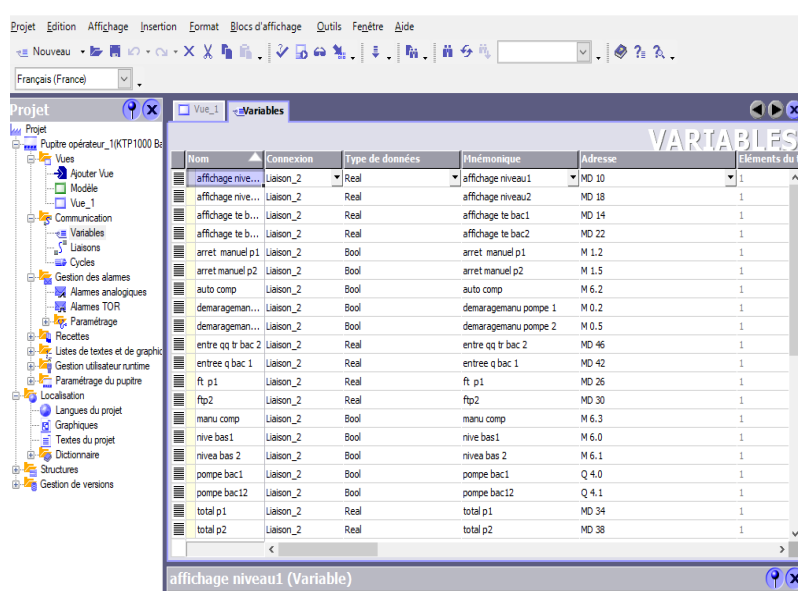 Projet Edition Affichage Insertion Format Blocs d'affichage Outils Fenêtre Aide
Nouveau
Français (France)
Projet
Projet
Pupitre opérateur_1(KTP1000 Ba
Vues
Ajouter Vue
Modèle
Vue_1
Communication
Variables
Liaisons
Cycles
Gestion des alarmes
Alarmes analogiques
Alarmes TOR
Paramétrage
Recettes
Listes de textes et de graphic
Gestion utilisateur runtime
Paramétrage du pupitre
Localisation
Langues du projet
Graphiques
Textes du projet
Dictionnaire
Structures
Gestion de versions
Vue_1 Variables
VARIABLES
Nom Connexion Type de données Mnémonique Adresse Eléments du
affichage nive... Liaison_2 Real affichage niveau1 MD 10 1
affichage nive... Liaison_2 Real affichage niveau2 MD 18 1
affichage te b... Liaison_2 Real affichage te bac1 MD 14 1
affichage te b... Liaison_2 Real affichage te bac2 MD 22 1
arret manuel p1 Liaison_2 Bool arret manuel p1 M 1.2 1
arret manuel p2 Liaison_2 Bool arret manuel p2 M 1.5 1
auto comp Liaison_2 Bool auto comp M 6.2 1
demarageman... Liaison_2 Bool demaragemanu pompe 1 M 0.2 1
demarageman... Liaison_2 Bool demaragemanu pompe 2 M 0.5 1
entre qq tr bac 2 Liaison_2 Real entre qq tr bac 2 MD 46 1
entree q bac 1 Liaison_2 Real entree q bac 1 MD 42 1
ft p1 Liaison_2 Real ft p1 MD 26 1
ftp2 Liaison_2 Real ftp2 MD 30 1
manu comp Liaison_2 Bool manu comp M 6.3 1
nive bas1 Liaison_2 Bool nive bas1 M 6.0 1
nivea bas 2 Liaison_2 Bool nivea bas 2 M 6.1 1
pompe bac1 Liaison_2 Bool pompe bac1 Q 4.0 1
pompe bac12 Liaison_2 Bool pompe bac12 Q 4.1 1
total p1 Liaison_2 Real total p1 MD 34 1
total p2 Liaison_2 Real total p2 MD 38 1
affichage niveau1 (Variable)